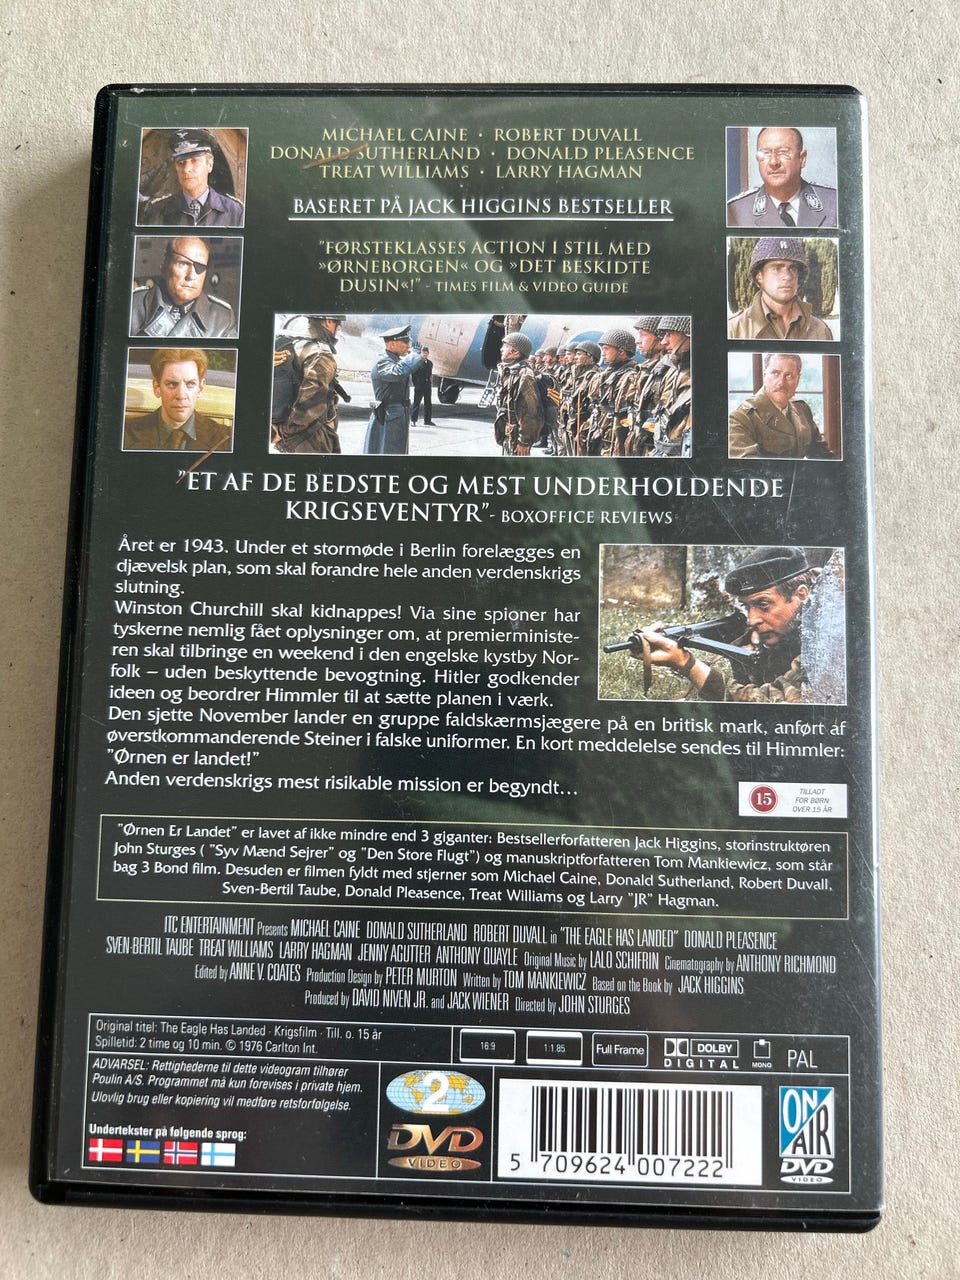 MICHAEL CAINE · ROBERT DUVALL
DONALD SUTHERLAND · DONALD PLEASENCE
TREAT WILLIAMS · LARRY HAGMAN
BASERET PÅ JACK HIGGINS BESTSELLER
"FØRSTEKLASSES ACTION I STIL MED
»ØRNEBORGEN« OG »DET BESKIDTE
DUSIN«!" - TIMES FILM & VIDEO GUIDE
"ET AF DE BEDSTE OG MEST UNDERHOLDENDE
KRIGSEVENTYR" - BOXOFFICE REVIEWS
Året er 1943. Under et stormøde i Berlin forelægges en
djævelsk plan, som skal forandre hele anden verdenskrigs
slutning.
Winston Churchill skal kidnappes! Via sine spioner har
tyskerne nemlig fået oplysninger om, at premierministe-
ren skal tilbringe en weekend i den engelske kystby Nor-
folk – uden beskyttende bevogtning. Hitler godkender
ideen og beordrer Himmler til at sætte planen i værk.
Den sjette November lander en gruppe faldskærmsjægere på en britisk mark, anført af
øverstkommanderende Steiner i falske uniformer. En kort meddelelse sendes til Himmler:
"Ørnen er landet!"
Anden verdenskrigs mest risikable mission er begyndt...
15
TILLADT
FOR BØRN
OVER 15 ÅR
"Ørnen Er Landet" er lavet af ikke mindre end 3 giganter: Bestsellerforfatteren Jack Higgins, storinstruktøren
John Sturges ( "Syv Mænd Sejrer" og "Den Store Flugt") og manuskriptforfatteren Tom Mankiewicz, som står
bag 3 Bond film. Desuden er filmen fyldt med stjerner som Michael Caine, Donald Sutherland, Robert Duvall,
Sven-Bertil Taube, Donald Pleasence, Treat Williams og Larry "JR" Hagman.
ITC ENTERTAINMENT Presents MICHAEL CAINE DONALD SUTHERLAND ROBERT DUVALL in "THE EAGLE HAS LANDED" DONALD PLEASENCE
SVEN-BERTIL TAUBE TREAT WILLIAMS LARRY HAGMAN JENNY AGUTTER ANTHONY QUAYLE Original Music by LALO SCHIFRIN Cinematography by ANTHONY RICHMOND
Edited by ANNE V. COATES Production Design by PETER MURTON Written by TOM MANKIEWICZ Based on the Book by JACK HIGGINS
Produced by DAVID NIVEN JR. and JACK WIENER Directed by JOHN STURGES
Original titel: The Eagle Has Landed · Krigsfilm · Till. o. 15 år
Spilletid: 2 time og 10 min. © 1976 Carlton Int.
16:9
1:1.85
Full Frame
DOLBY
DIGITAL
MONO
PAL
ADVARSEL: Rettighederne til dette videogram tilhører
Poulin A/S. Programmet må kun forevises i private hjem.
Ulovlig brug eller kopiering vil medføre retsforfølgelse.
Undertekster på følgende sprog:
2
DVD
VIDEO
5 709624 007222
ON
AIR
DVD
VIDEO